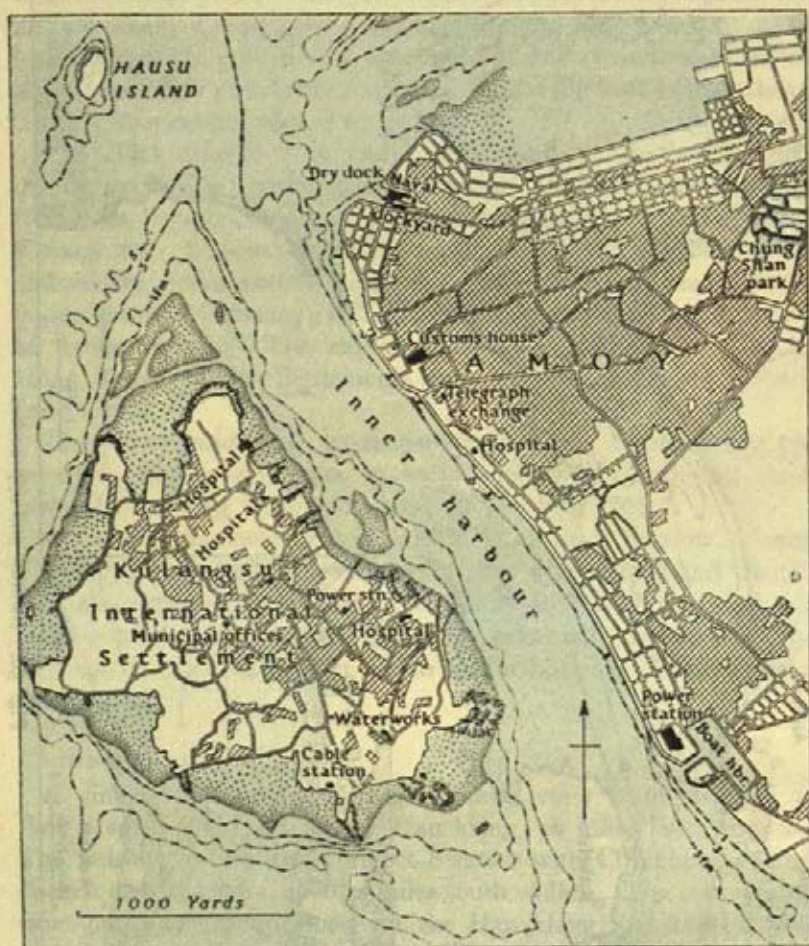 HAUSU
ISLAND
Dry dock
Naval
dockyard
Chung
Shan
park
Customs house
A M O Y
Telegraph
exchange
Hospital
Inner harbour
Hospital
Hospital
Kulangsu
International
Settlement
Power stn.
Municipal offices
Hospital
Waterworks
Cable
station
Power
station
Boat hbr.
1000 Yards